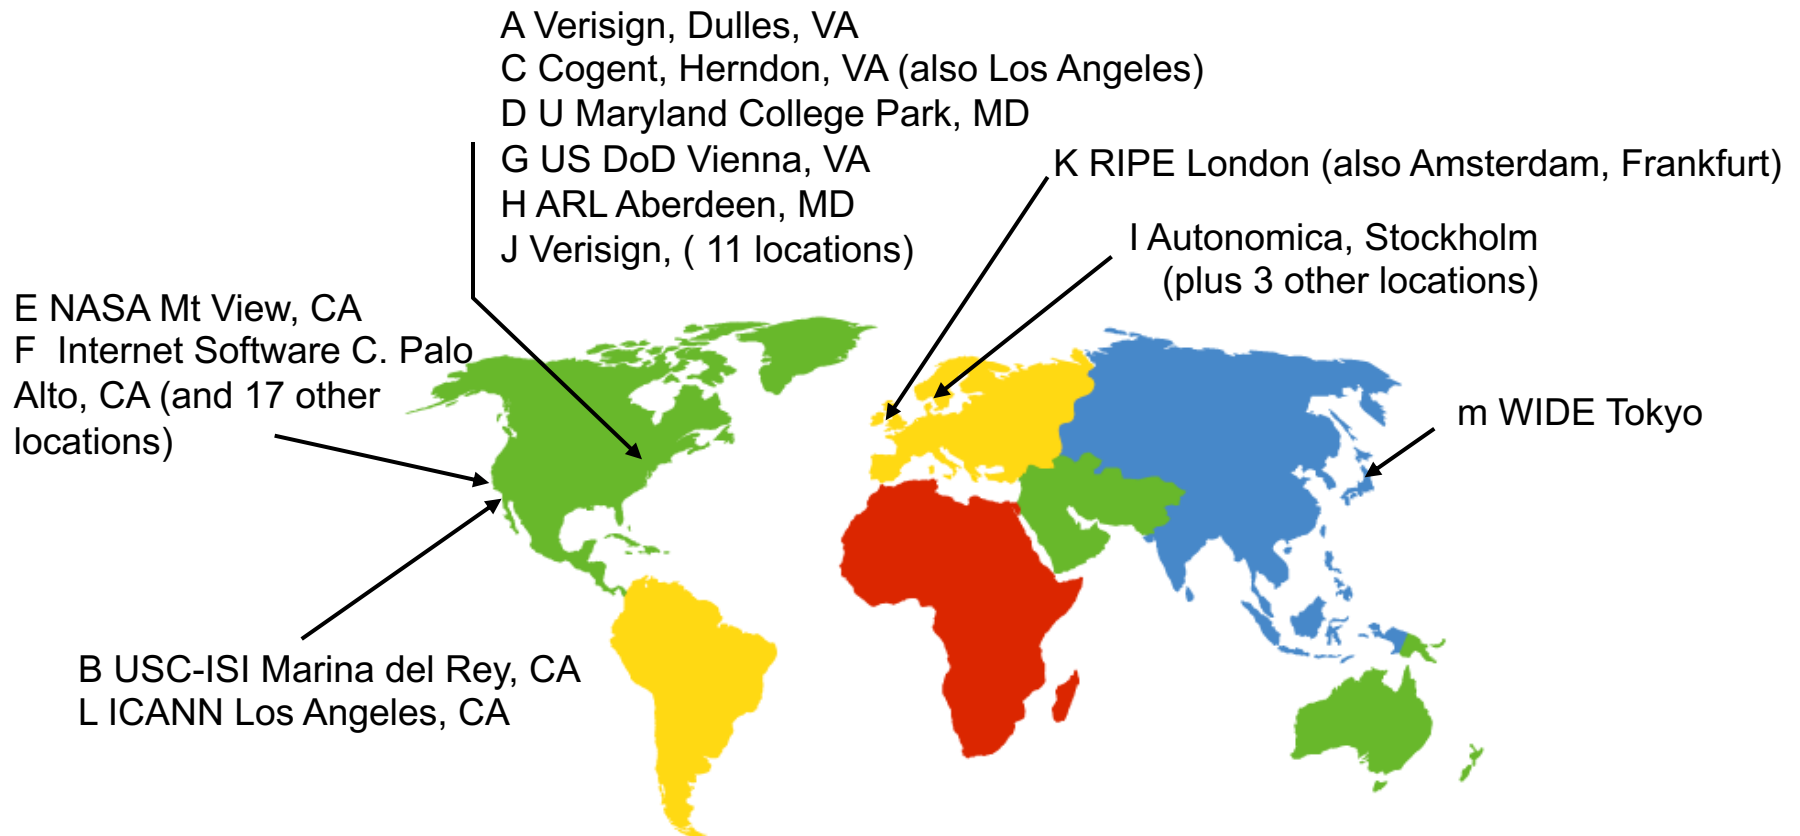 A Verisign, Dulles, VA
C Cogent, Herndon, VA (also Los Angeles)
D U Maryland College Park, MD
G US DoD Vienna, VA
H ARL Aberdeen, MD
J Verisign, ( 11 locations)
K RIPE London (also Amsterdam, Frankfurt)
I Autonomica, Stockholm
(plus 3 other locations)
E NASA Mt View, CA
F Internet Software C. Palo
Alto, CA (and 17 other
locations)
m WIDE Tokyo
B USC-ISI Marina del Rey, CA
L ICANN Los Angeles, CA